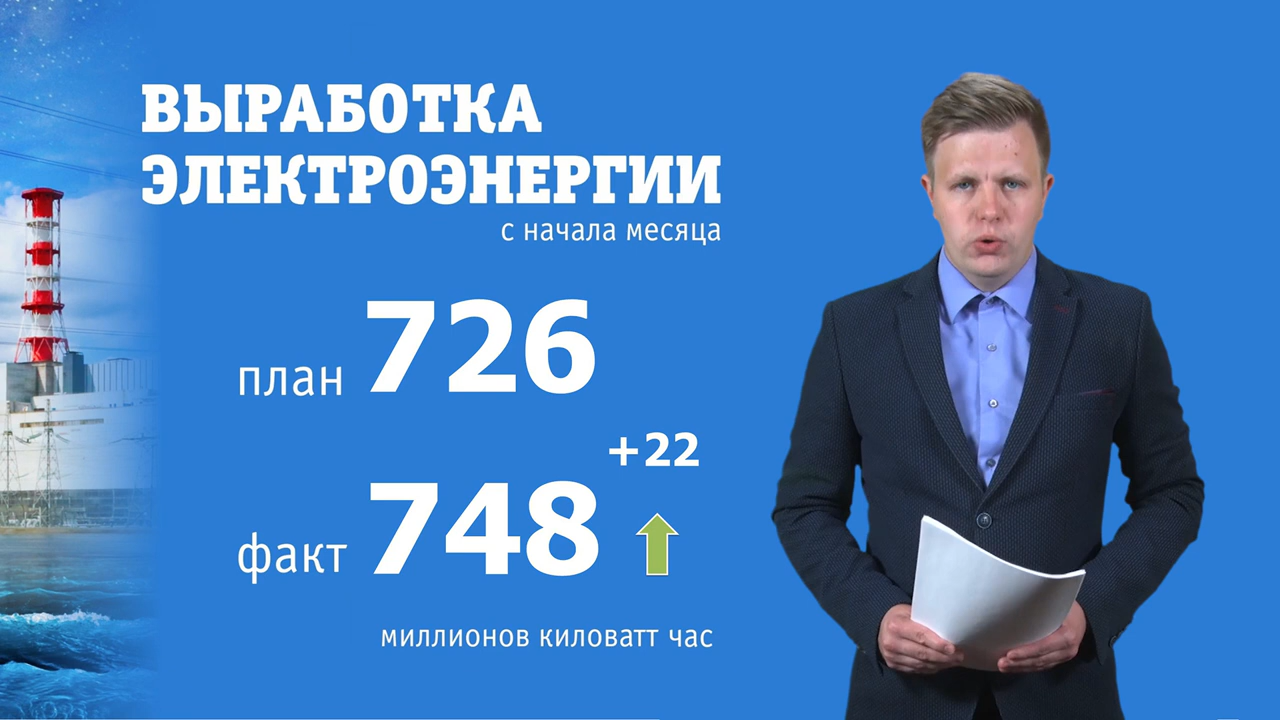 ВЫРАБОТКА
ЭЛЕКТРОЭНЕРГИИ
с начала месяца
план 726
+22
факт 748
миллионов киловатт час